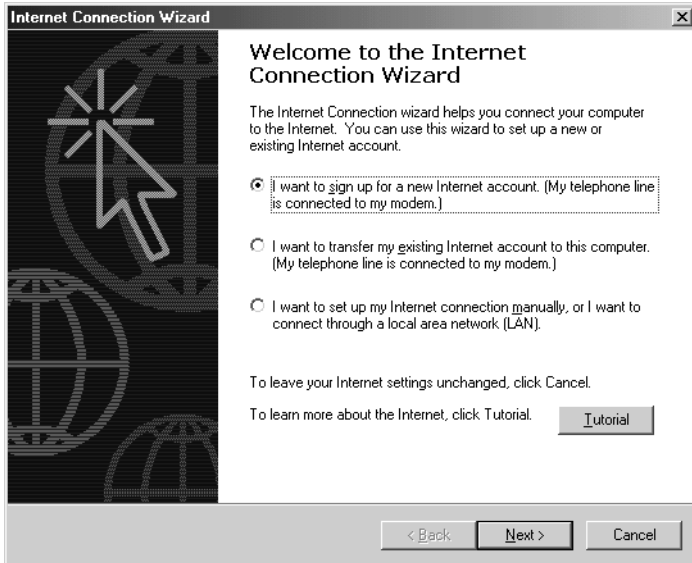 Internet Connection Wizard
Welcome to the Internet
Connection Wizard
The Internet Connection wizard helps you connect your computer
to the Internet. You can use this wizard to set up a new or
existing Internet account.
I want to sign up for a new Internet account. (My telephone line
is connected to my modem.)
I want to transfer my existing Internet account to this computer.
(My telephone line is connected to my modem.)
I want to set up my Internet connection manually, or I want to
connect through a local area network (LAN).
To leave your Internet settings unchanged, click Cancel.
To learn more about the Internet, click Tutorial.
Tutorial
< Back
Next >
Cancel